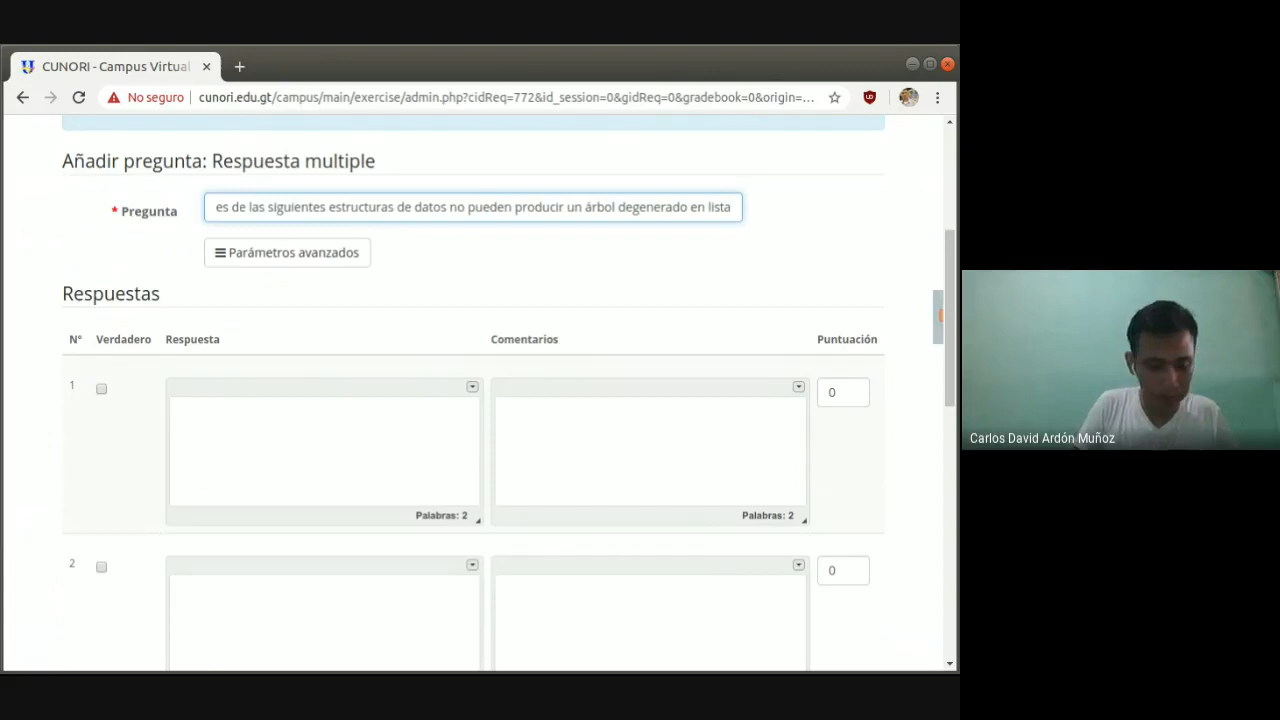 CUNORI - Campus Virtual
No seguro
cunori.edu.gt/campus/main/exercise/admin.php?cidReq=772&id_session=0&gidReq=0&gradebook=0&origin=...
Añadir pregunta: Respuesta multiple
* Pregunta
es de las siguientes estructuras de datos no pueden producir un árbol degenerado en lista
Parámetros avanzados
Respuestas
N° Verdadero Respuesta Comentarios Puntuación
1
0
Palabras: 2 Palabras: 2
2
0
Carlos David Ardón Muñoz